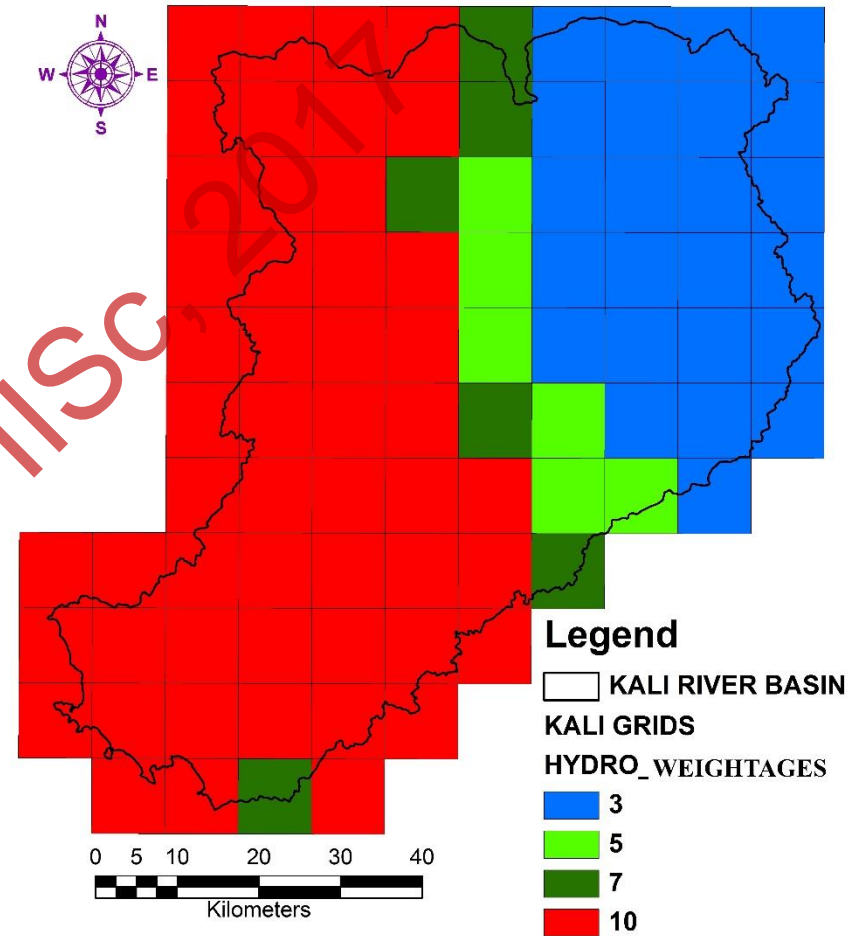 N
W E
S
IISc, 2017
Legend
KALI RIVER BASIN
KALI GRIDS
HYDRO_WEIGHTAGES
3
5
7
10
0 5 10 20 30 40
Kilometers